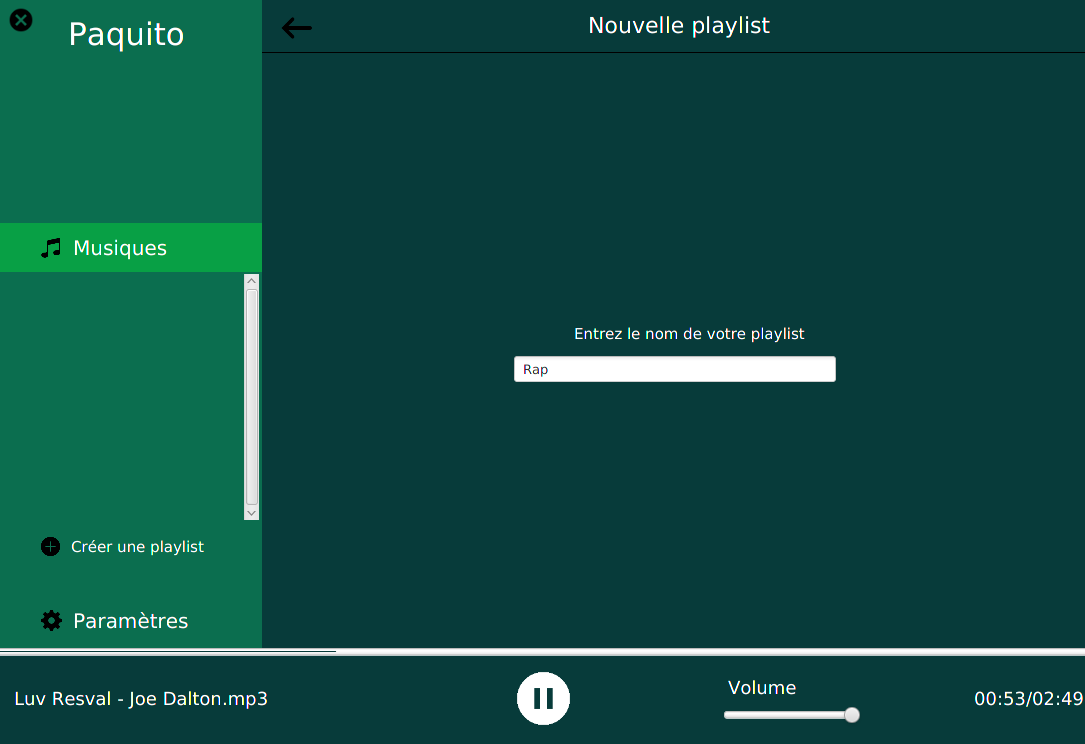 Paquito
Nouvelle playlist
Musiques
Entrez le nom de votre playlist
Rap
Créer une playlist
Paramètres
Luv Resval - Joe Dalton.mp3
Volume
00:53/02:49